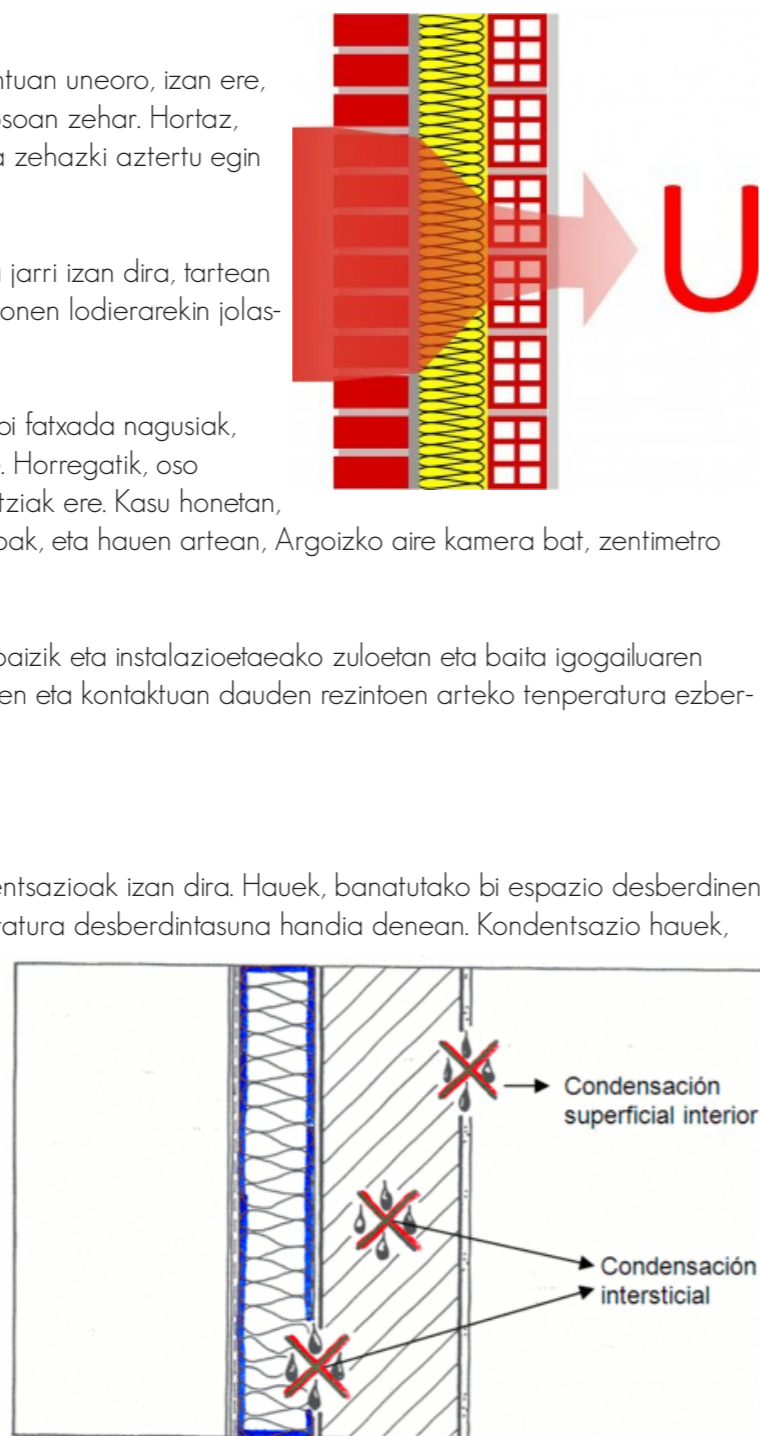 ntuan uneoro, izan ere,
soan zehar. Hortaz,
a zehazki aztertu egin
U
a jarri izan dira, tartean
onen lodierarekin jolas-
bi fatxada nagusiak,
. Horregatik, oso
tziak ere. Kasu honetan,
oak, eta hauen artean, Argoizko aire kamera bat, zentimetro
baizik eta instalazioetaeako zuloetan eta baita igogailuaren
en eta kontaktuan dauden rezintoen arteko tenperatura ezber-
entsazioak izan dira. Hauek, banatutako bi espazio desberdinen
ratura desberdintasuna handia denean. Kondentsazio hauek,
Condensación
superficial interior
Condensación
intersticial